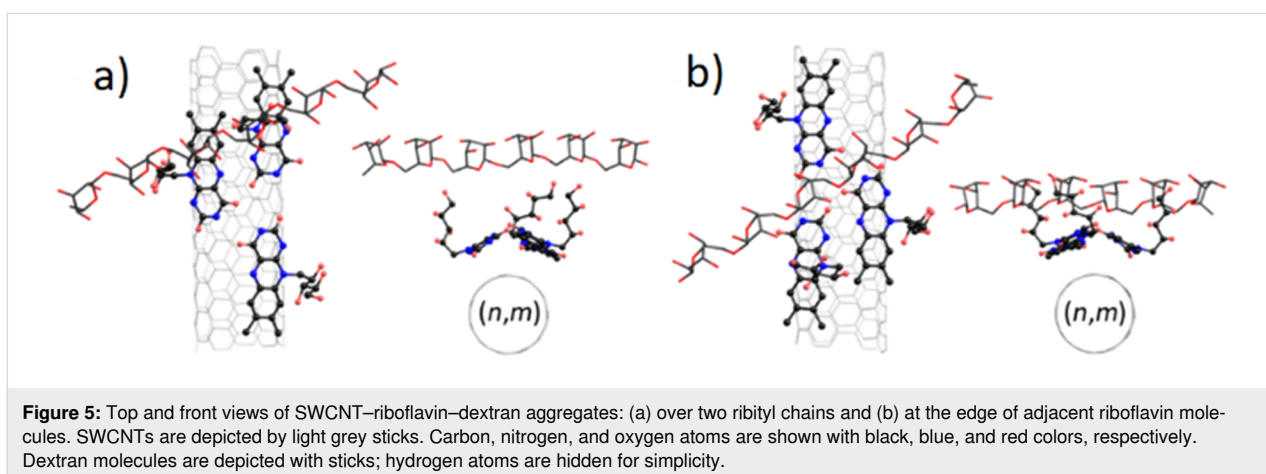 a)
b)
(n,m)
(n,m)
Figure 5: Top and front views of SWCNT–riboflavin–dextran aggregates: (a) over two ribityl chains and (b) at the edge of adjacent riboflavin mole-
cules. SWCNTs are depicted by light grey sticks. Carbon, nitrogen, and oxygen atoms are shown with black, blue, and red colors, respectively.
Dextran molecules are depicted with sticks; hydrogen atoms are hidden for simplicity.